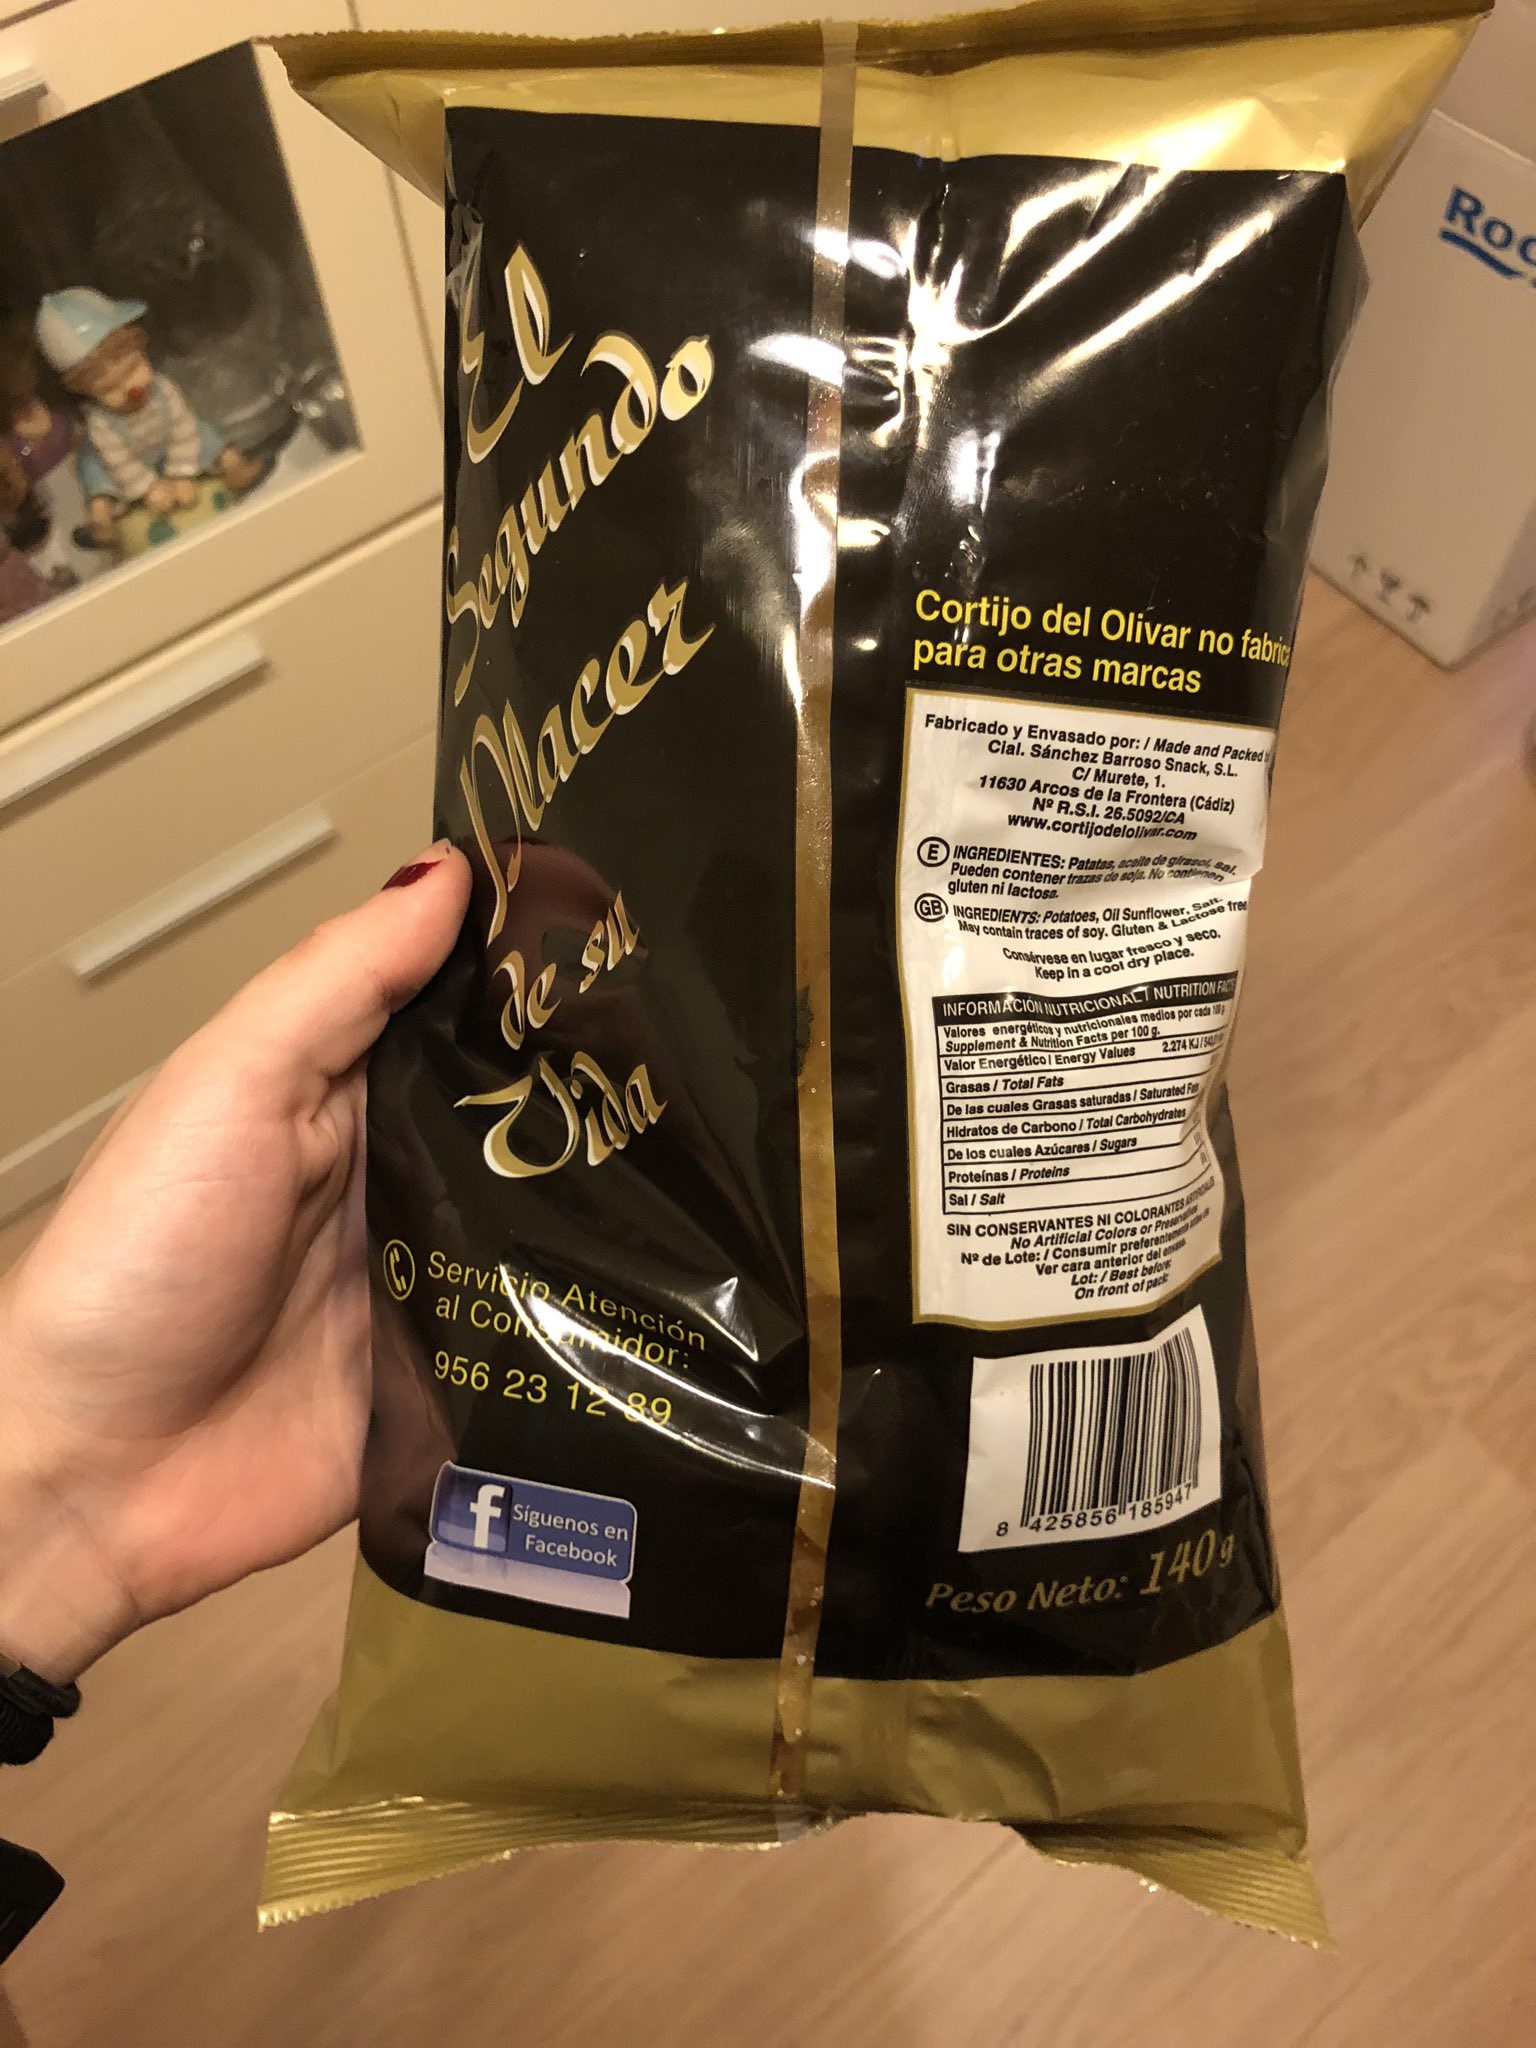 El
Segundo
Placer
de su
Vida
Servicio Atención
al Consumidor:
956 23 12 89
f
Síguenos en
Facebook
Cortijo del Olivar no fabrica
para otras marcas
Fabricado y Envasado por: / Made and Packed
Cial. Sánchez Barroso Snack, S.L.
C/ Murete, 1.
11630 Arcos de la Frontera (Cádiz)
Nº R.S.I. 26.5092/CA
www.cortijodelolivar.com
E INGREDIENTES: Patatas, aceite de girasol, sal.
Pueden contener trazas de soja. No contienen
gluten ni lactosa.
GB INGREDIENTS: Potatoes, Oil Sunflower, Salt.
May contain traces of soy. Gluten & Lactose free
Consérvese en lugar fresco y seco.
Keep in a cool dry place.
INFORMACIÓN NUTRICIONAL / NUTRITION FACTS
Valores energéticos y nutricionales medios por cada 100 g
Supplement & Nutrition Facts per 100 g.
Valor Energético / Energy Values 2.274 KJ /
Grasas / Total Fats
De las cuales Grasas saturadas / Saturated Fats
Hidratos de Carbono / Total Carbohydrates
De los cuales Azúcares / Sugars
Proteínas / Proteins
Sal / Salt
SIN CONSERVANTES NI COLORANTES ARTIFICIALES
No Artificial Colors or Preservatives
Nº de Lote: / Consumir preferentemente antes de:
Ver cara anterior del envase.
Lot: / Best before:
On front of pack:
8 425856 185947
Peso Neto: 140 g
Roc